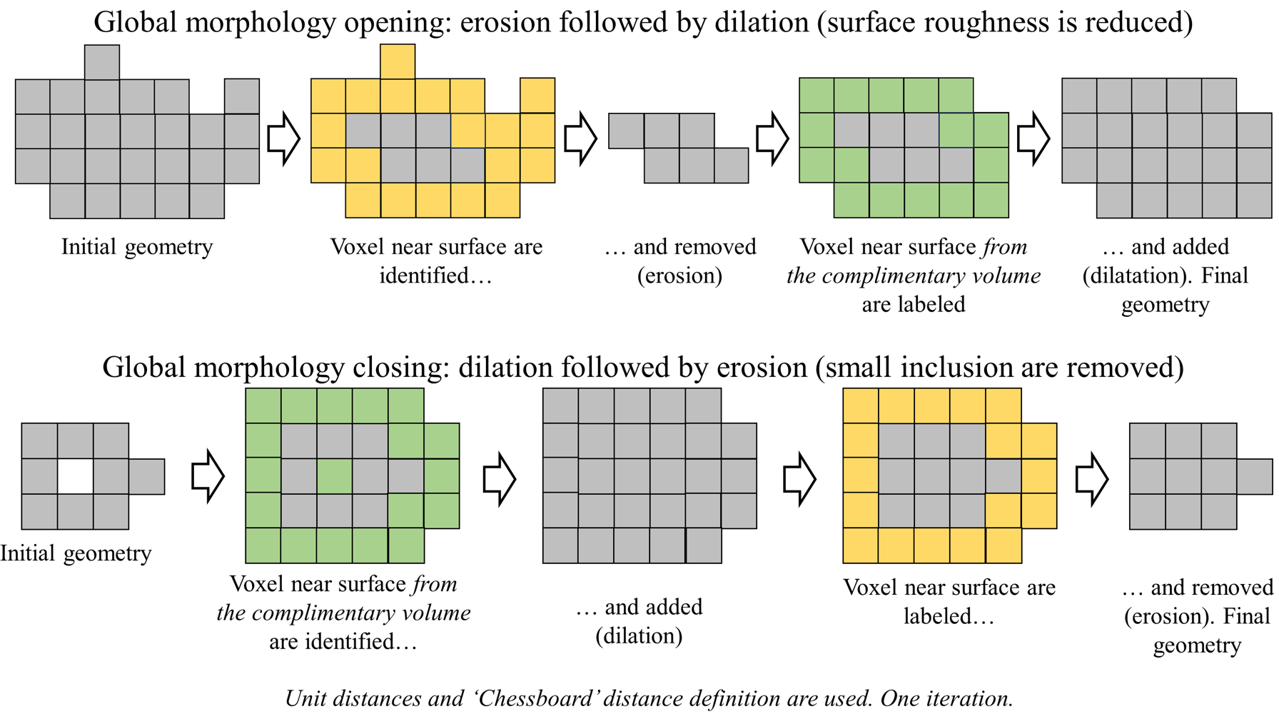 Global morphology opening: erosion followed by dilation (surface roughness is reduced)
Initial geometry
Voxel near surface are
identified…
… and removed
(erosion)
Voxel near surface from
the complimentary volume
are labeled
… and added
(dilatation). Final
geometry
Global morphology closing: dilation followed by erosion (small inclusion are removed)
Initial geometry
Voxel near surface from
the complimentary volume
are identified…
… and added
(dilation)
Voxel near surface are
labeled…
… and removed
(erosion). Final
geometry
Unit distances and ‘Chessboard’ distance definition are used. One iteration.